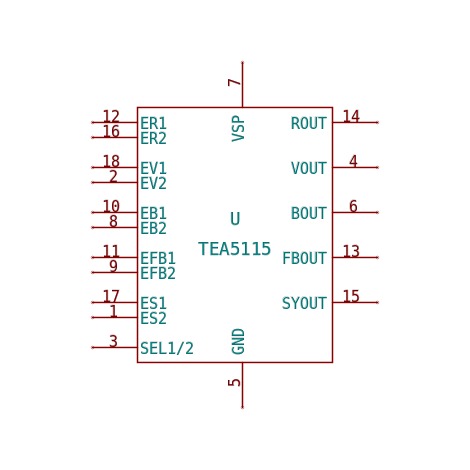 7
VSP
12 ER1
16 ER2
18 EV1
2 EV2
10 EB1
8 EB2
11 EFB1
9 EFB2
17 ES1
1 ES2
3 SEL1/2
U
TEA5115
ROUT 14
VOUT 4
BOUT 6
FBOUT 13
SYOUT 15
GND
5